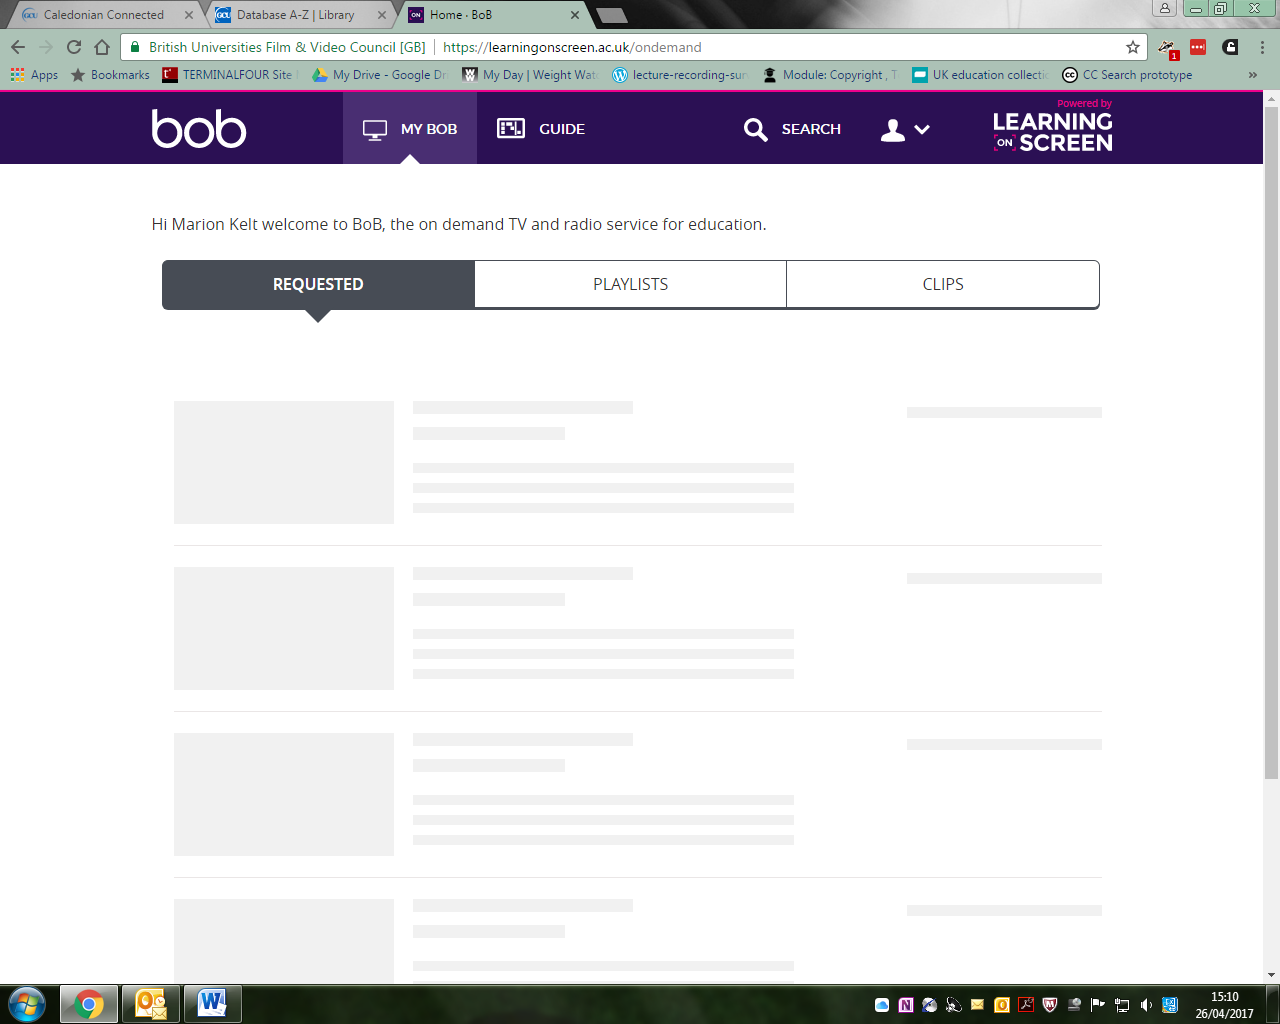 Caledonian Connected
Database A-Z | Library
Home · BoB
British Universities Film & Video Council [GB] https://learningonscreen.ac.uk/ondemand
Apps Bookmarks TERMINALFOUR Site My Drive - Google Dr My Day | Weight Wat lecture-recording-sur Module: Copyright , T UK education collecti CC Search prototype »
bob
MY BOB
GUIDE
SEARCH
Powered by
LEARNING
ON SCREEN
Hi Marion Kelt welcome to BoB, the on demand TV and radio service for education.
REQUESTED
PLAYLISTS
CLIPS
15:10
26/04/2017